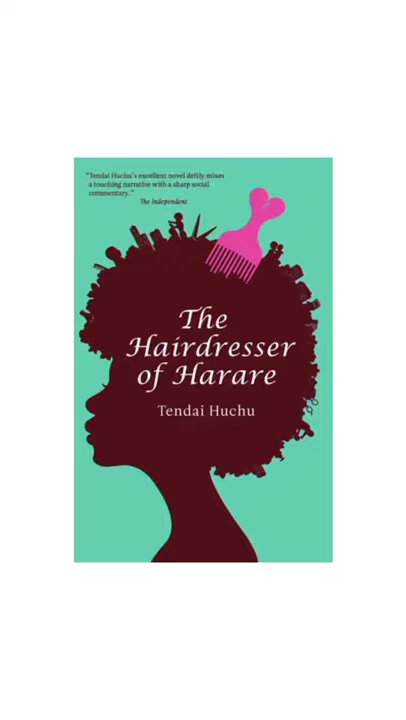 "Tendai Huchu's excellent novel deftly mixes
a touching narrative with a sharp social
commentary."
The Independent
The
Hairdresser
of Harare
Tendai Huchu